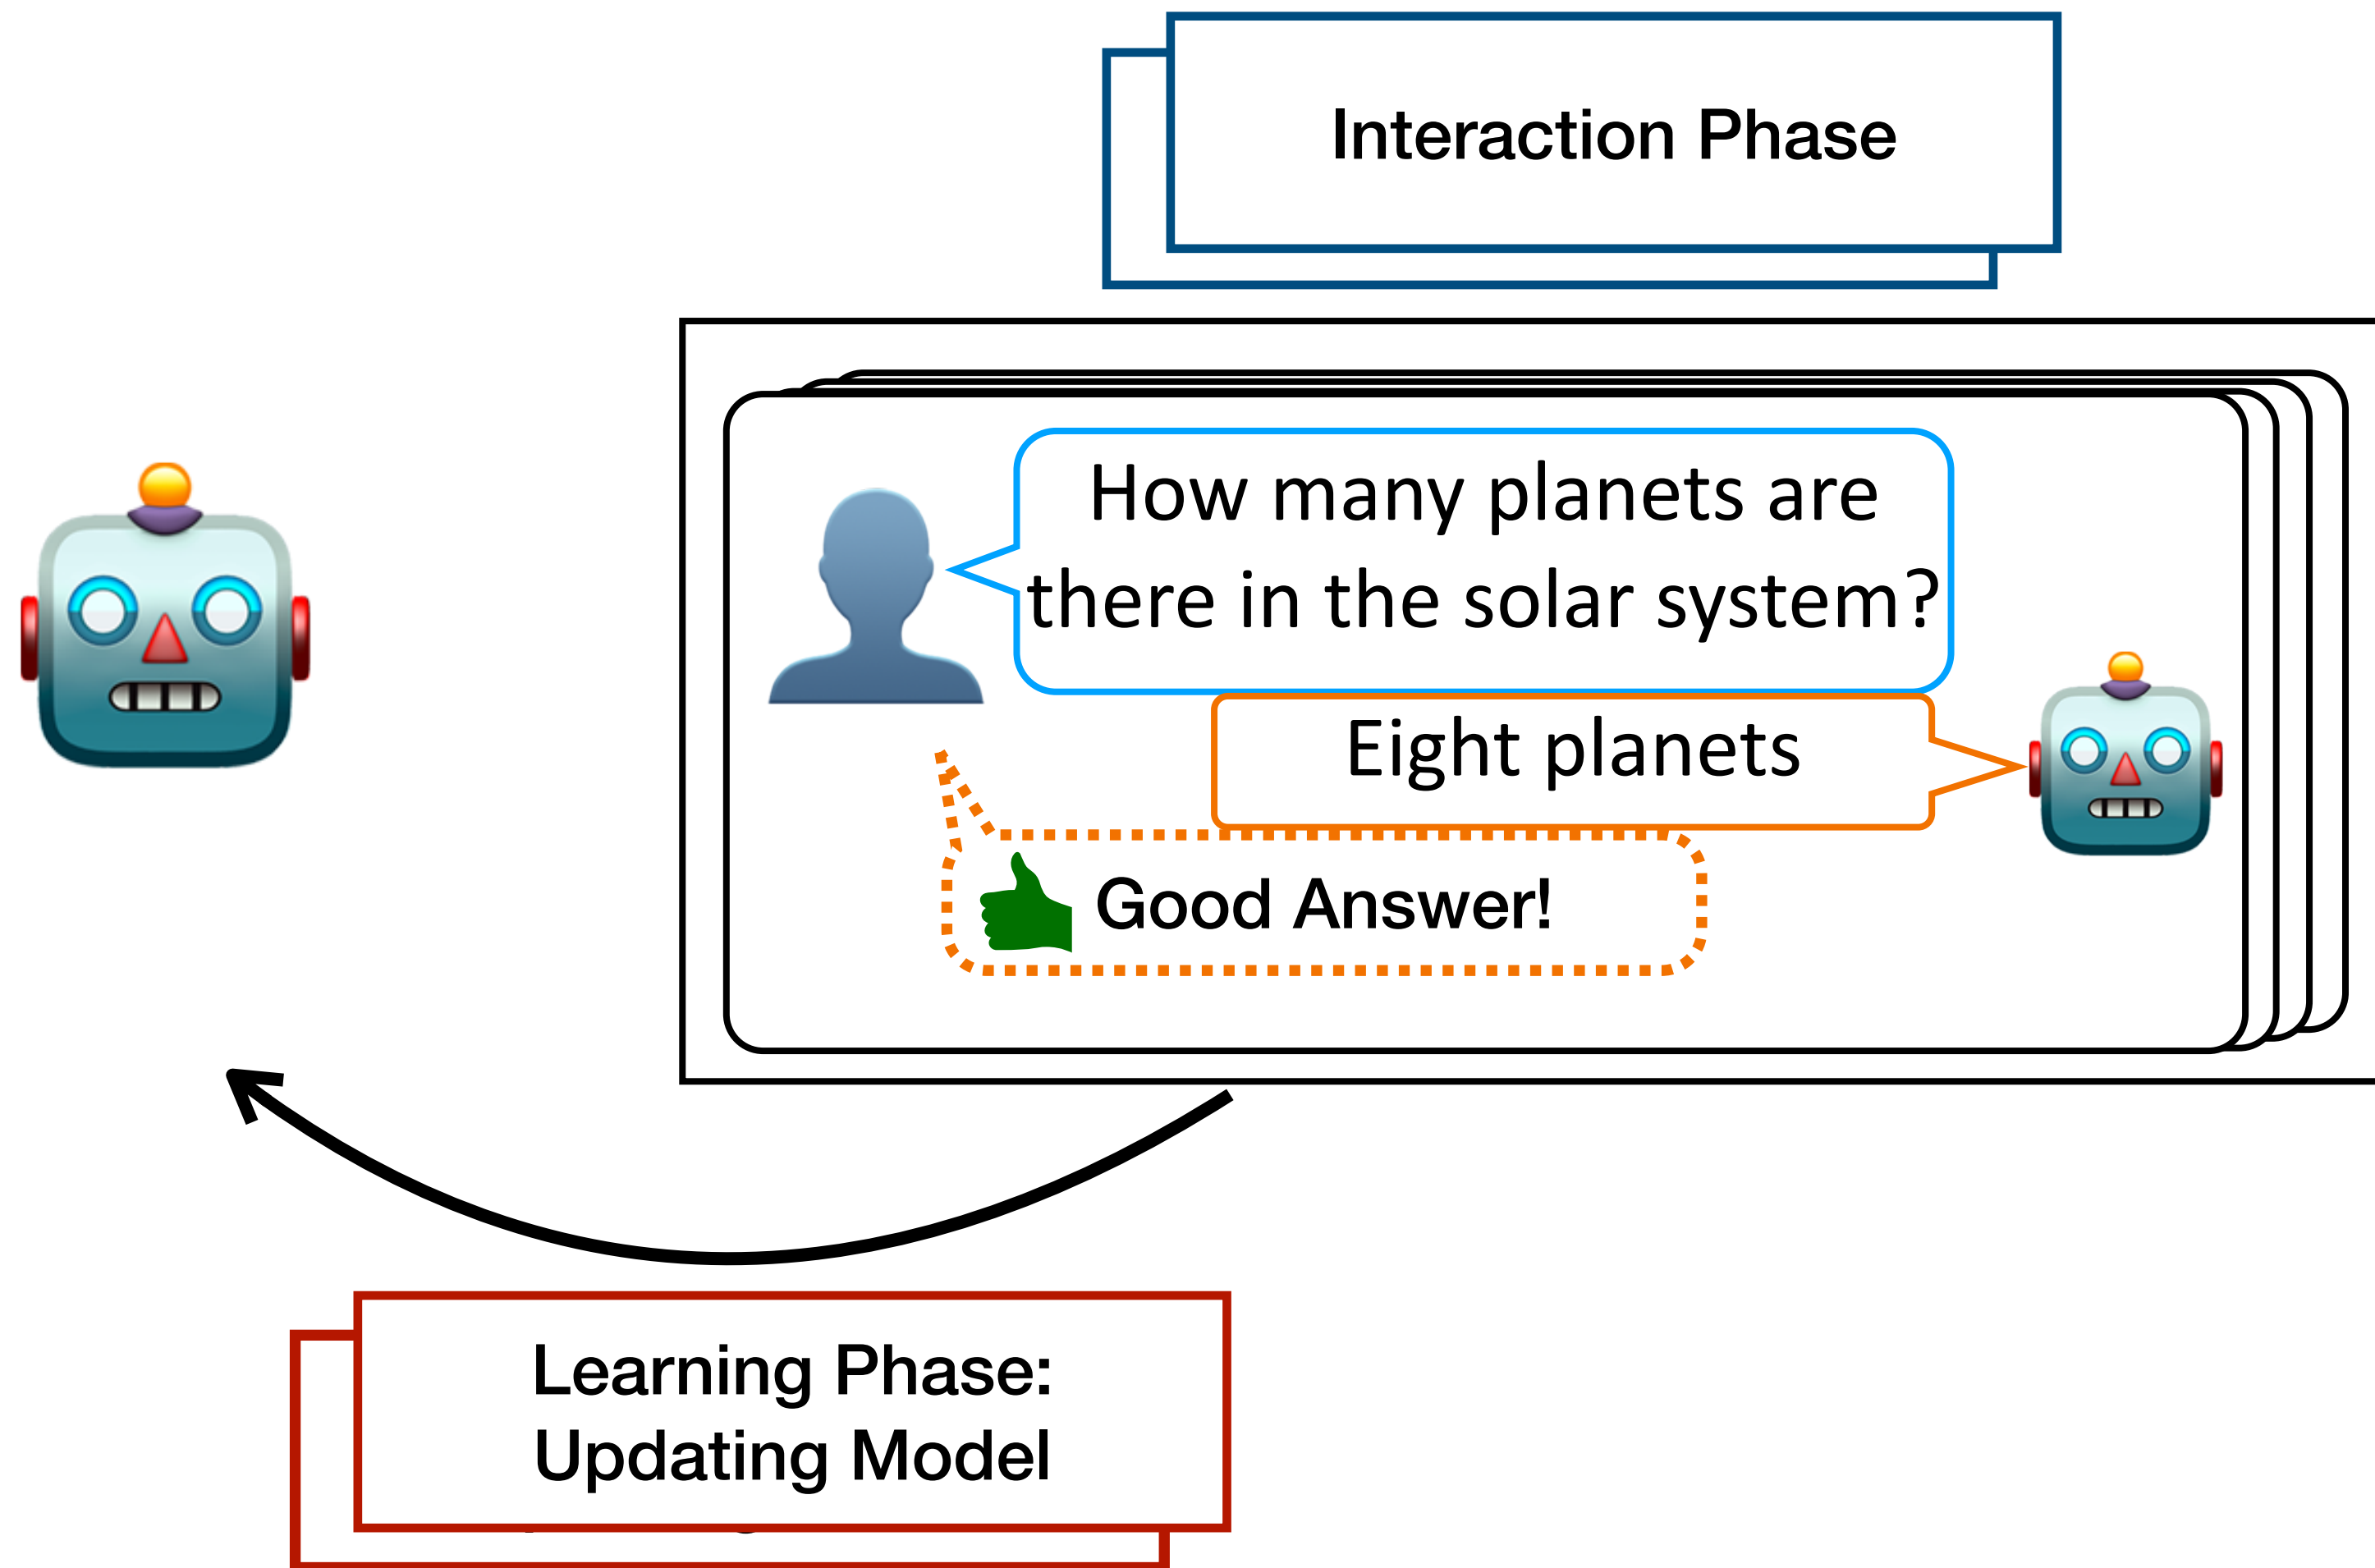 Interaction Phase
How many planets are
there in the solar system?
Eight planets
Good Answer!
Learning Phase:
Updating Model